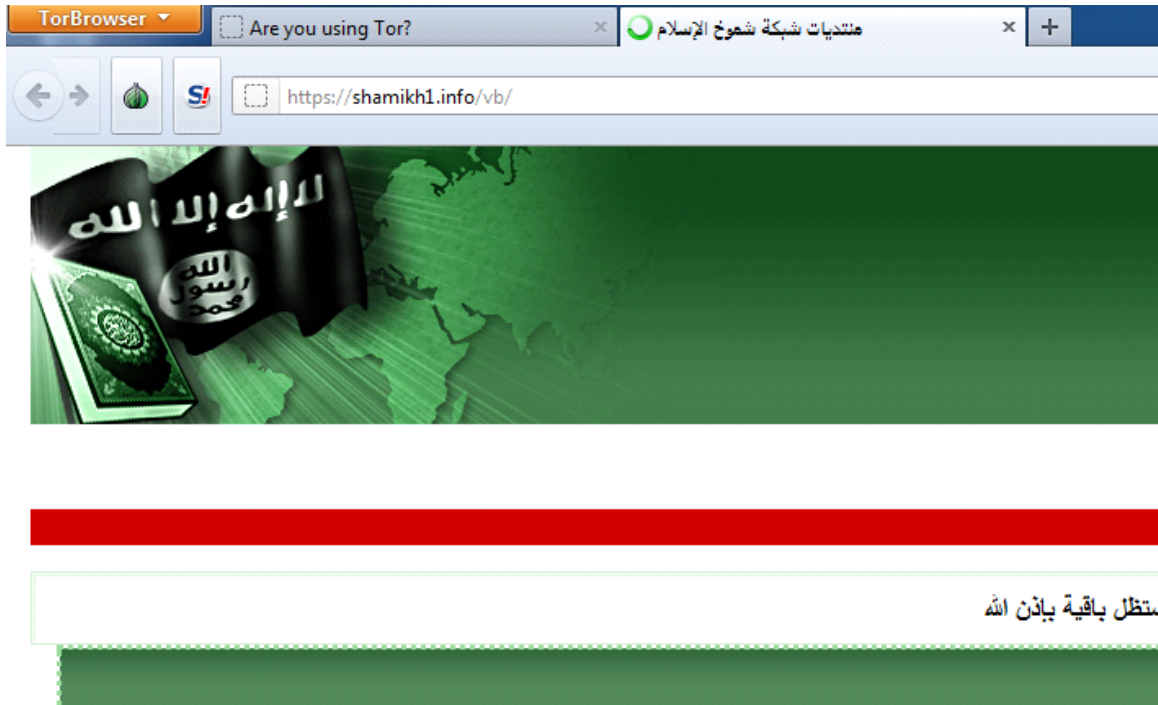 TorBrowser
Are you using Tor?
منتديات شبكة شموخ الإسلام
https://shamikh1.info/vb/
لا إله إلا الله
الله
رسول
محمد
ستظل باقية بإذن الله